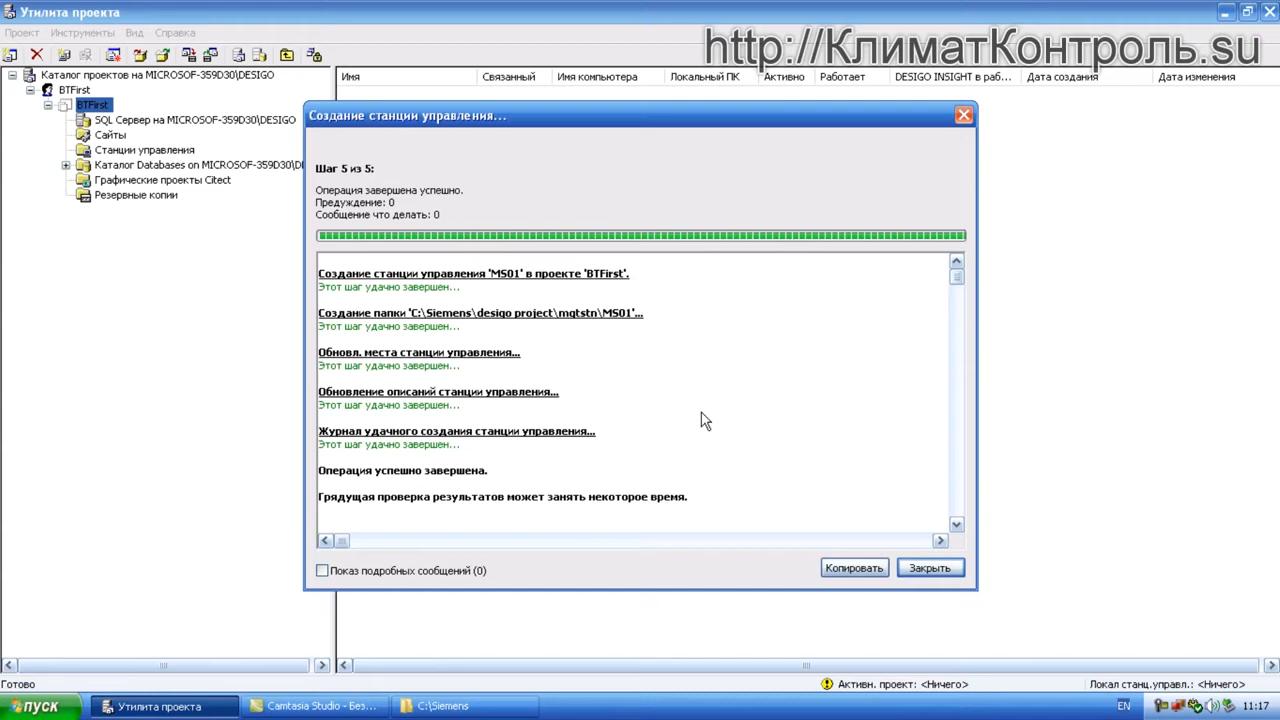 Утилита проекта
http://КлиматКонтроль.su
Проект Инструменты Вид Справка
Каталог проектов на MICROSOF-359D30\DESIGO
BTFirst
BTFirst
SQL Сервер на MICROSOF-359D30\DESIGO
Сайты
Станции управления
Каталог Databases on MICROSOF-359D30\DE
Графические проекты Citect
Резервные копии
Имя Связанный Имя компьютера Локальный ПК Активно Работает DESIGO INSIGHT в раб... Дата создания Дата изменения
Создание станции управления...
Шаг 5 из 5:
Операция завершена успешно.
Предуждение: 0
Сообщение что делать: 0
Создание станции управления 'MS01' в проекте 'BTFirst'.
Этот шаг удачно завершен...
Создание папки 'C:\Siemens\desigo project\mgtstn\MS01'...
Этот шаг удачно завершен...
Обновл. места станции управления...
Этот шаг удачно завершен...
Обновление описаний станции управления...
Этот шаг удачно завершен...
Журнал удачного создания станции управления...
Этот шаг удачно завершен...
Операция успешно завершена.
Грядущая проверка результатов может занять некоторое время.
Показ подробных сообщений (0)
Копировать Закрыть
Готово
Активн. проект: <Ничего> Локал станц.управл.: <Ничего>
пуск Утилита проекта Camtasia Studio - Без... C:\Siemens EN 11:17